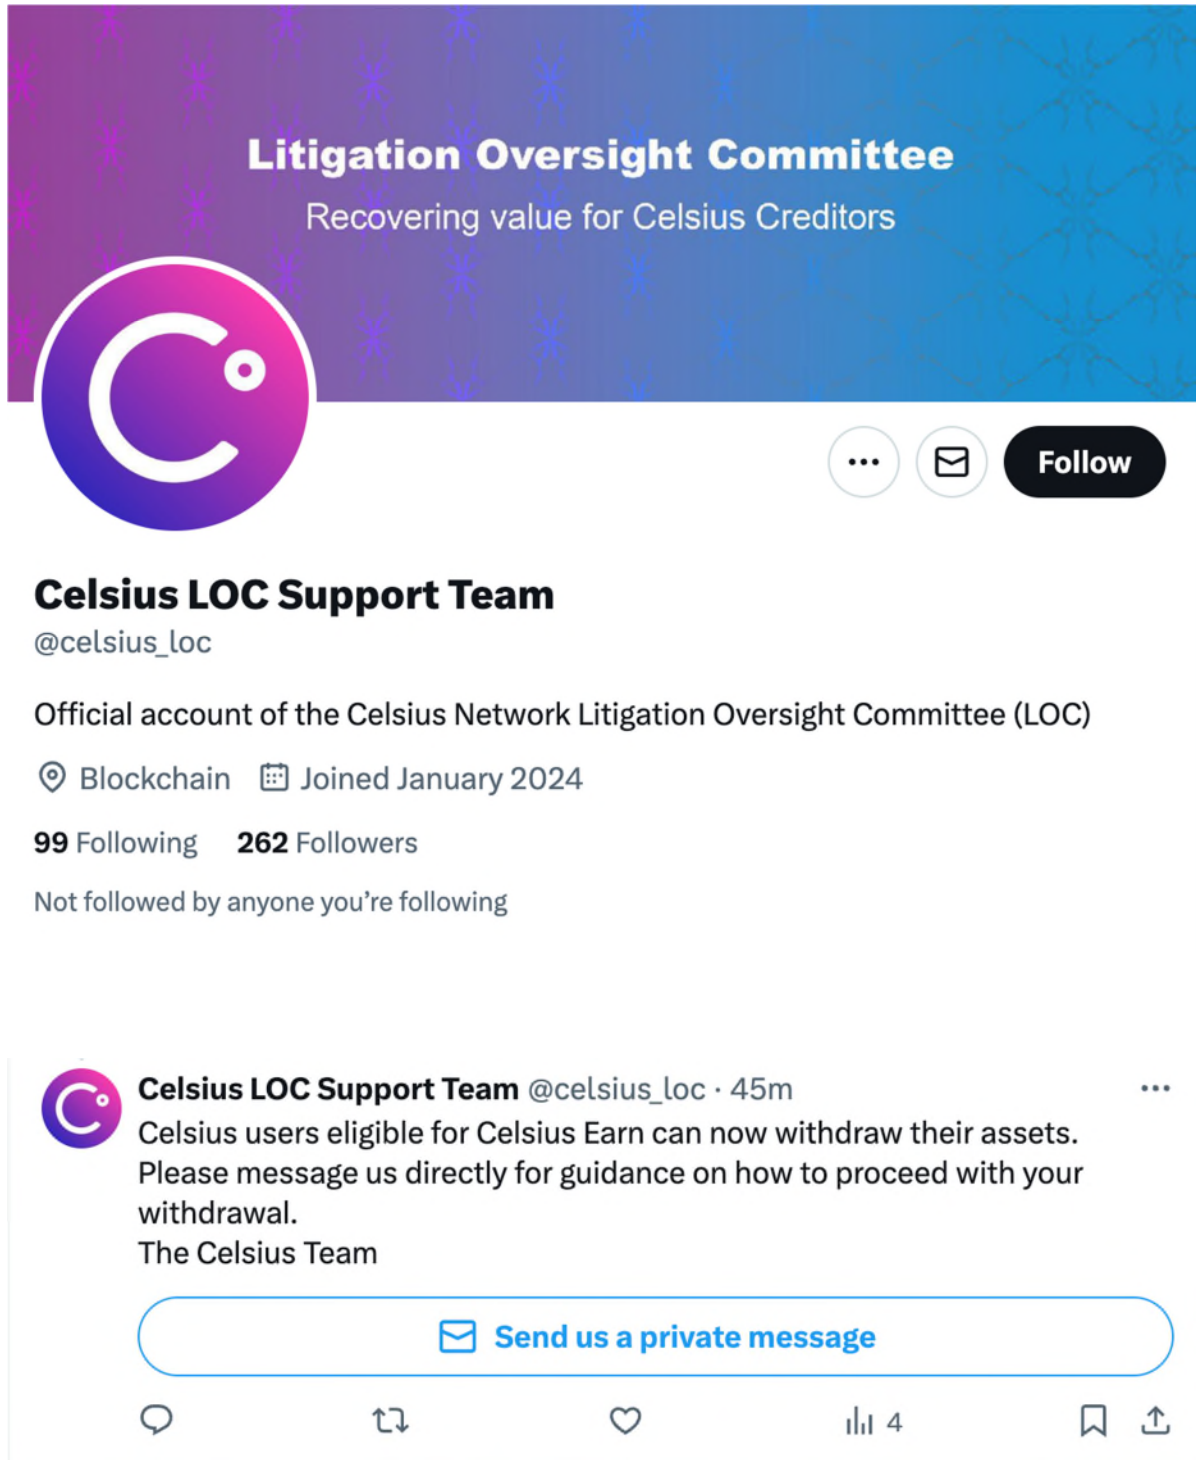 Litigation Oversight Committee
Recovering value for Celsius Creditors
Follow
Celsius LOC Support Team
@celsius_loc
Official account of the Celsius Network Litigation Oversight Committee (LOC)
Blockchain Joined January 2024
99 Following 262 Followers
Not followed by anyone you’re following
Celsius LOC Support Team @celsius_loc · 45m
Celsius users eligible for Celsius Earn can now withdraw their assets.
Please message us directly for guidance on how to proceed with your
withdrawal.
The Celsius Team
Send us a private message
4